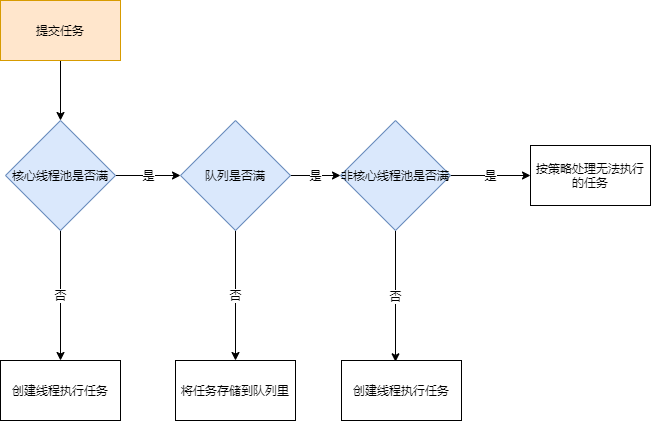 提交任务
核心线程池是否满
是
队列是否满
是
非核心线程池是否满
是
按策略处理无法执行
的任务
否
否
否
创建线程执行任务
将任务存储到队列里
创建线程执行任务